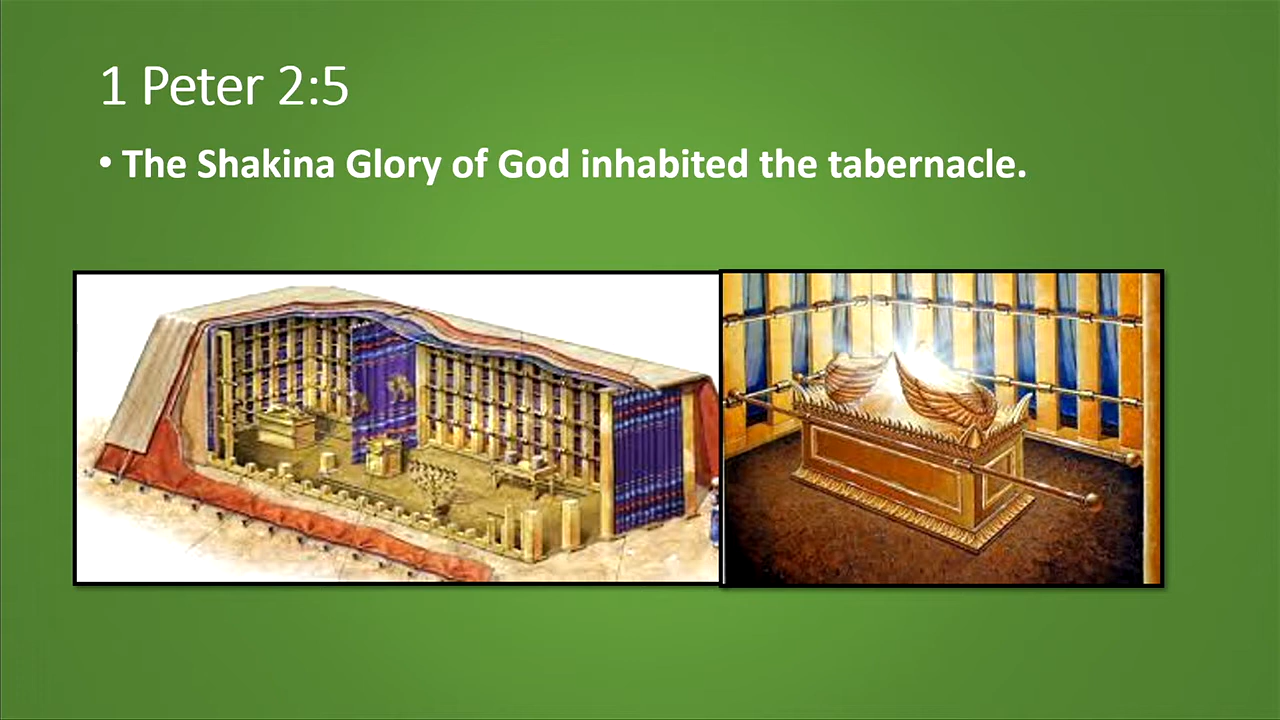 1 Peter 2:5
• The Shakina Glory of God inhabited the tabernacle.